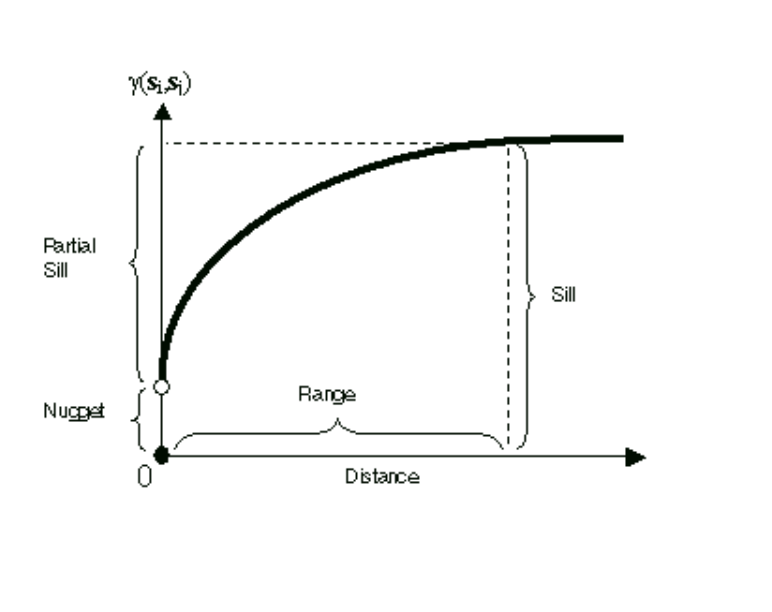 γ(si,sj)
Partial
Sill
Sill
Range
Nugget
0
Distance